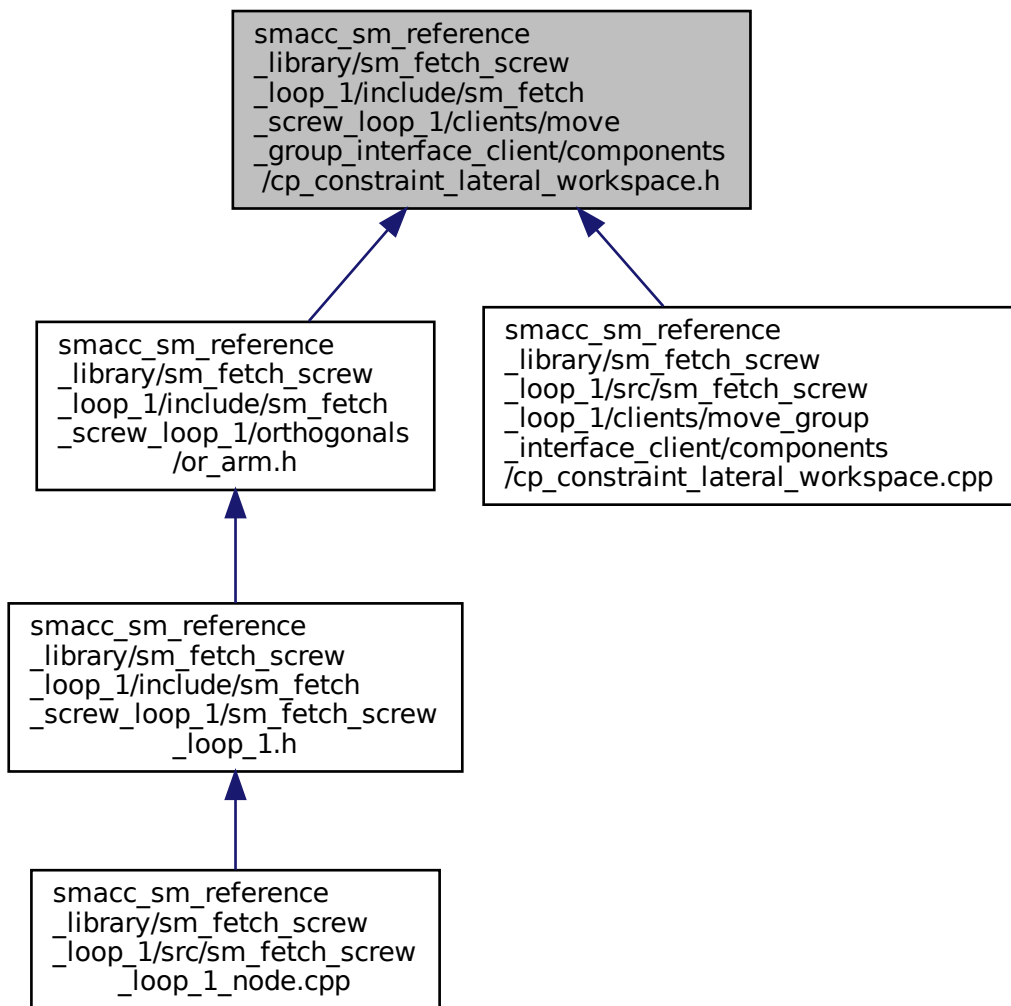 smacc_sm_reference
_library/sm_fetch_screw
_loop_1/include/sm_fetch
_screw_loop_1/clients/move
_group_interface_client/components
/cp_constraint_lateral_workspace.h
smacc_sm_reference
_library/sm_fetch_screw
_loop_1/include/sm_fetch
_screw_loop_1/orthogonals
/or_arm.h
smacc_sm_reference
_library/sm_fetch_screw
_loop_1/src/sm_fetch_screw
_loop_1/clients/move_group
_interface_client/components
/cp_constraint_lateral_workspace.cpp
smacc_sm_reference
_library/sm_fetch_screw
_loop_1/include/sm_fetch
_screw_loop_1/sm_fetch_screw
_loop_1.h
smacc_sm_reference
_library/sm_fetch_screw
_loop_1/src/sm_fetch_screw
_loop_1_node.cpp